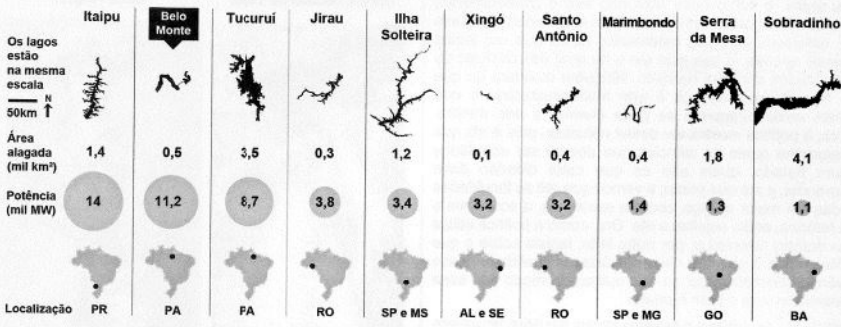 Itaipu Belo Monte Tucuruí Jirau Ilha Solteira Xingó Santo Antônio Marimbondo Serra da Mesa Sobradinho
Os lagos
estão
na mesma
escala
N
50km
Área
alagada
(mil km²) 1,4 0,5 3,5 0,3 1,2 0,1 0,4 0,4 1,8 4,1
Potência
(mil MW) 14 11,2 8,7 3,8 3,4 3,2 3,2 1,4 1,3 1,1
Localização PR PA PA RO SP e MS AL e SE RO SP e MG GO BA